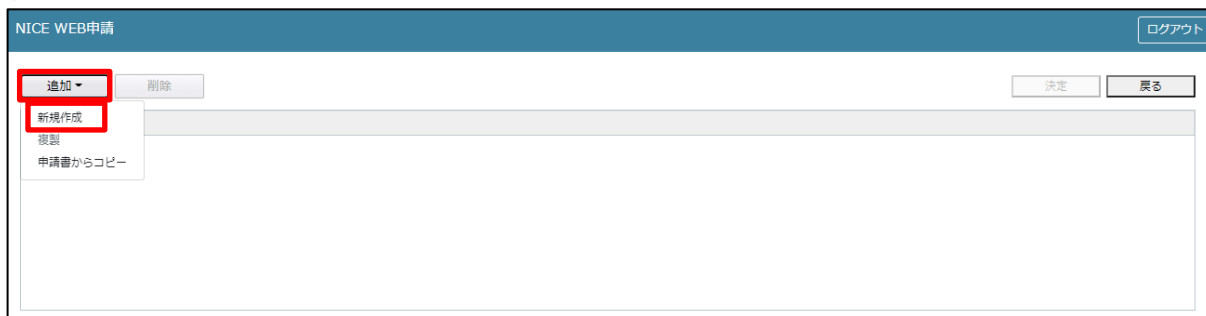 NICE WEB申請
ログアウト
追加
削除
決定
戻る
新規作成
複製
申請書からコピー